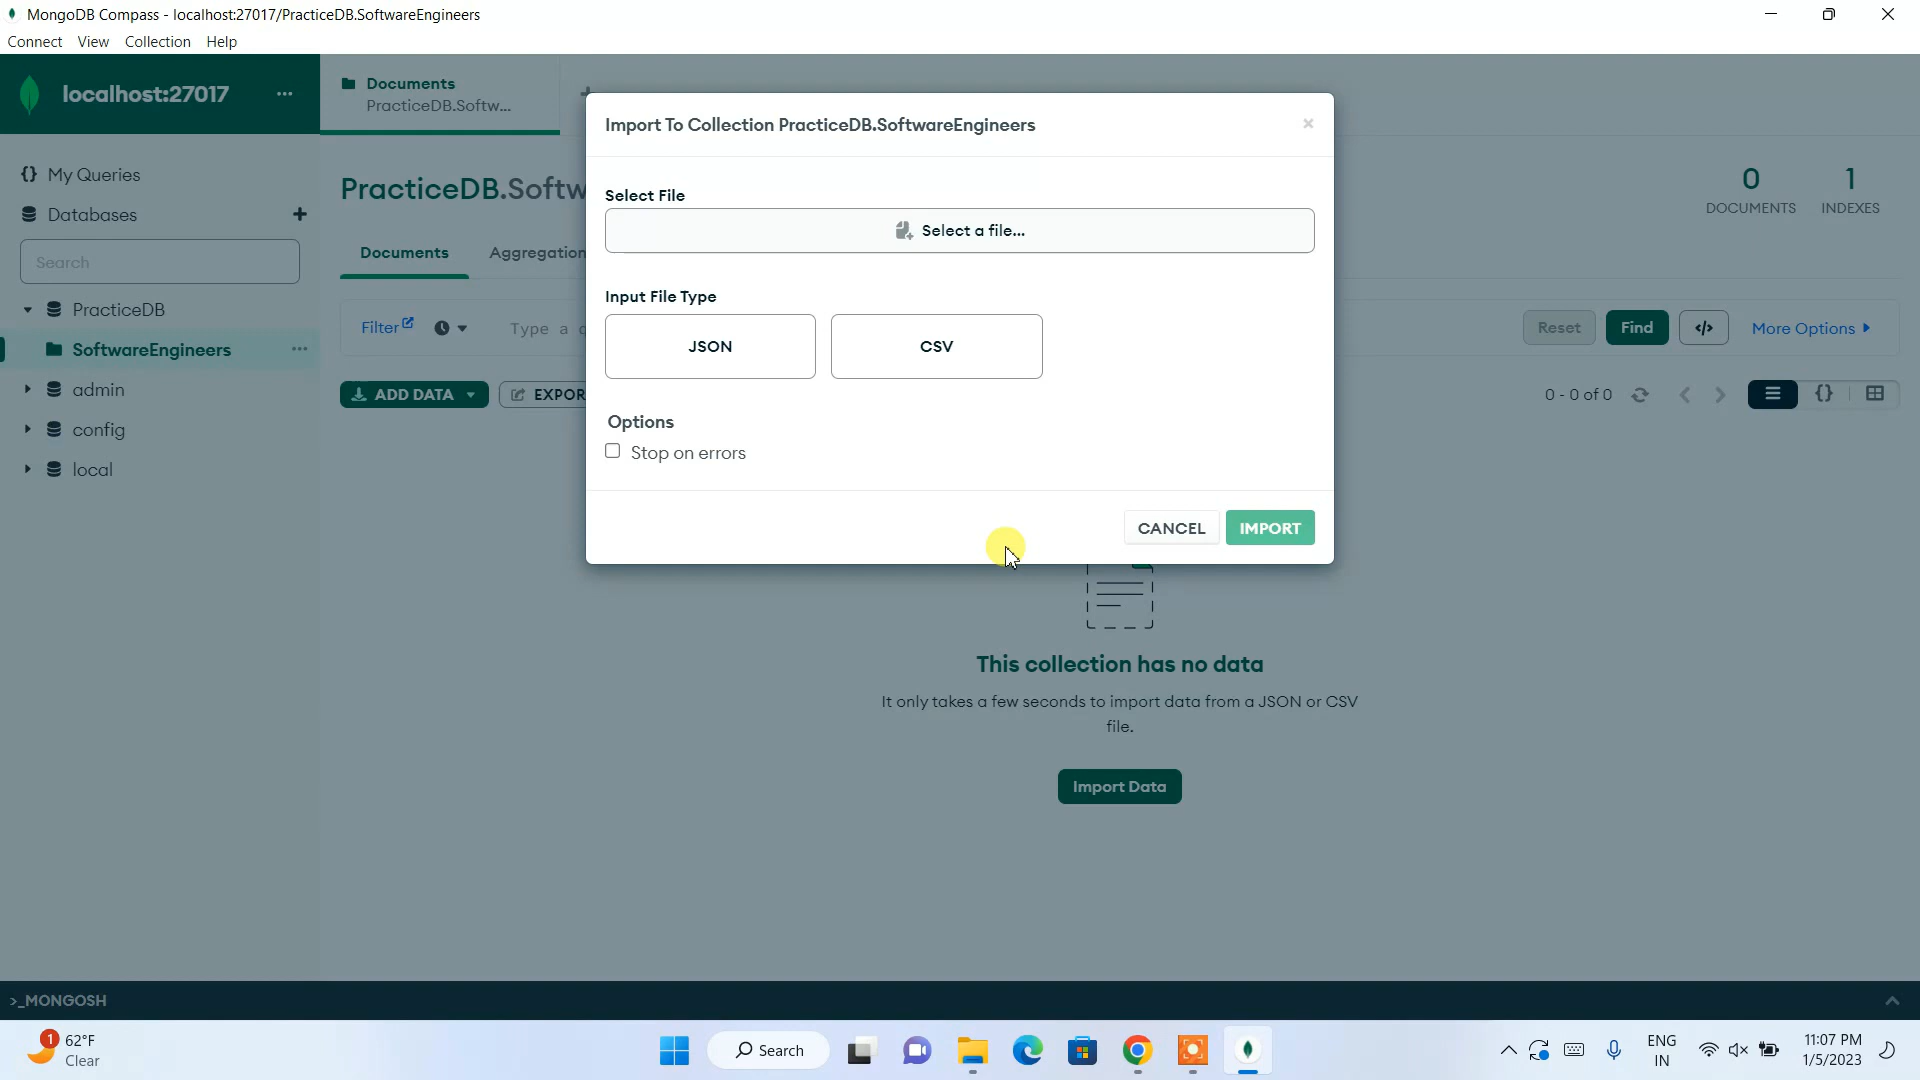 MongoDB Compass - localhost:27017/PracticeDB.SoftwareEngineers
Connect View Collection Help
localhost:27017 ...
Documents
PracticeDB.Softw...
{} My Queries
Databases
Search
PracticeDB
SoftwareEngineers
admin
config
local
PracticeDB.Softw
0
DOCUMENTS
1
INDEXES
Documents
Aggregation
Filter
Type a q
Reset
Find
</>
More Options
ADD DATA
EXPOR
0 - 0 of 0
{}
Import To Collection PracticeDB.SoftwareEngineers
Select File
Select a file...
Input File Type
JSON
CSV
Options
Stop on errors
CANCEL
IMPORT
This collection has no data
It only takes a few seconds to import data from a JSON or CSV
file.
Import Data
>_MONGOSH
1
62°F
Clear
Search
ENG
IN
11:07 PM
1/5/2023